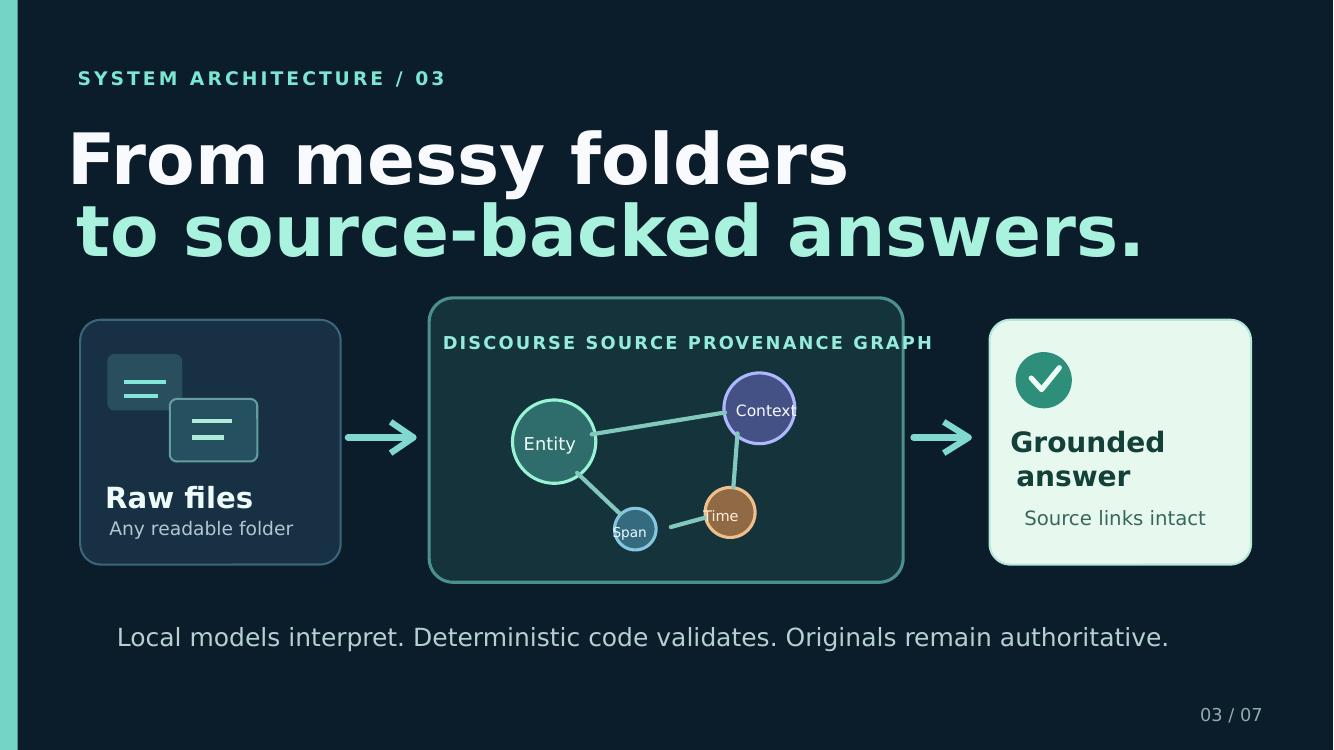 SYSTEM ARCHITECTURE / 03
From messy folders
to source-backed answers.
Raw files
Any readable folder
DISCOURSE SOURCE PROVENANCE GRAPH
Entity
Context
Span
Time
Grounded
answer
Source links intact
Local models interpret. Deterministic code validates. Originals remain authoritative.
03 / 07